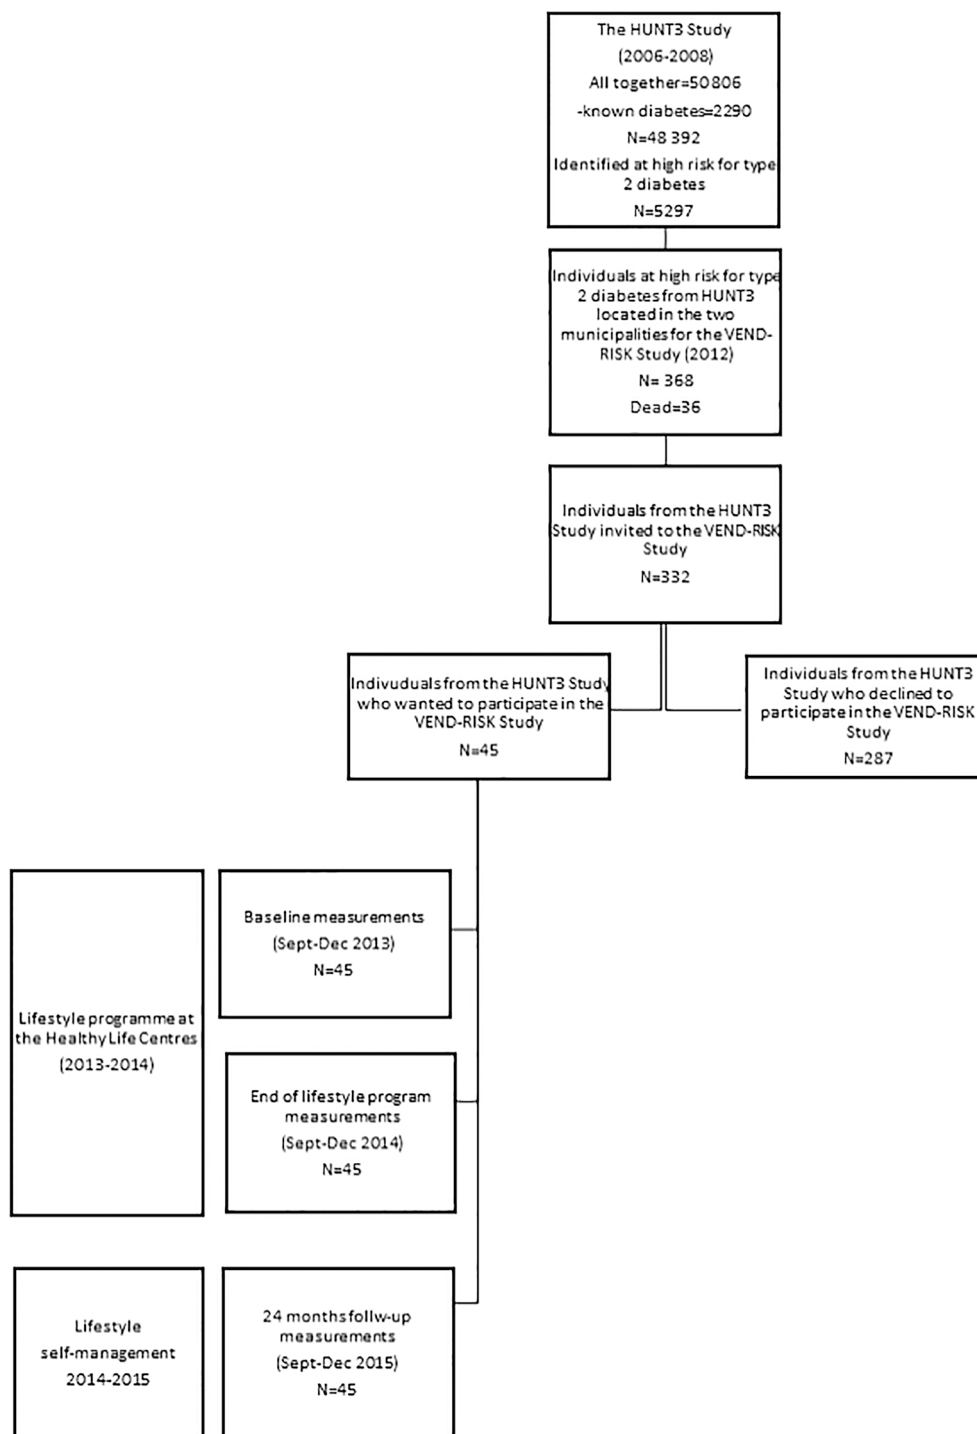 The HUNT3 Study
(2006-2008)
All together=50806
-known diabetes=2290
N=48 392
Identified at high risk for type
2 diabetes
N=5297
Individuals at high risk for type
2 diabetes from HUNT3
located in the two
municipalities for the VEND-
RISK Study (2012)
N= 368
Dead=36
Individuals from the HUNT3
Study invited to the VEND-RISK
Study
N=332
Indivuduals from the HUNT3 Study
who wanted to participate in the
VEND-RISK Study
N=45
Individuals from the HUNT3
Study who declined to
participate in the VEND-RISK
Study
N=287
Lifestyle programme at
the Healthy Life Centres
(2013-2014)
Baseline measurements
(Sept-Dec 2013)
N=45
End of lifestyle program
measurements
(Sept-Dec 2014)
N=45
Lifestyle
self-management
2014-2015
24 months follw-up
measurements
(Sept-Dec 2015)
N=45